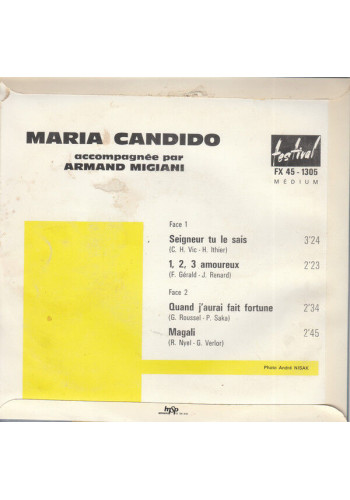 MARIA CANDIDO
accompagnée par
ARMAND MIGIANI
festival
FX 45 - 1305
MEDIUM
Face 1
Seigneur tu le sais 3'24
(C. H. Vic - H. Ithier)
1, 2, 3 amoureux 2'23
(F. Gérald - J. Renard)
Face 2
Quand j'aurai fait fortune 2'34
(G. Roussel - P. Saka)
Magali 2'45
(R. Nyel - G. Verlor)
Photo André NISAK